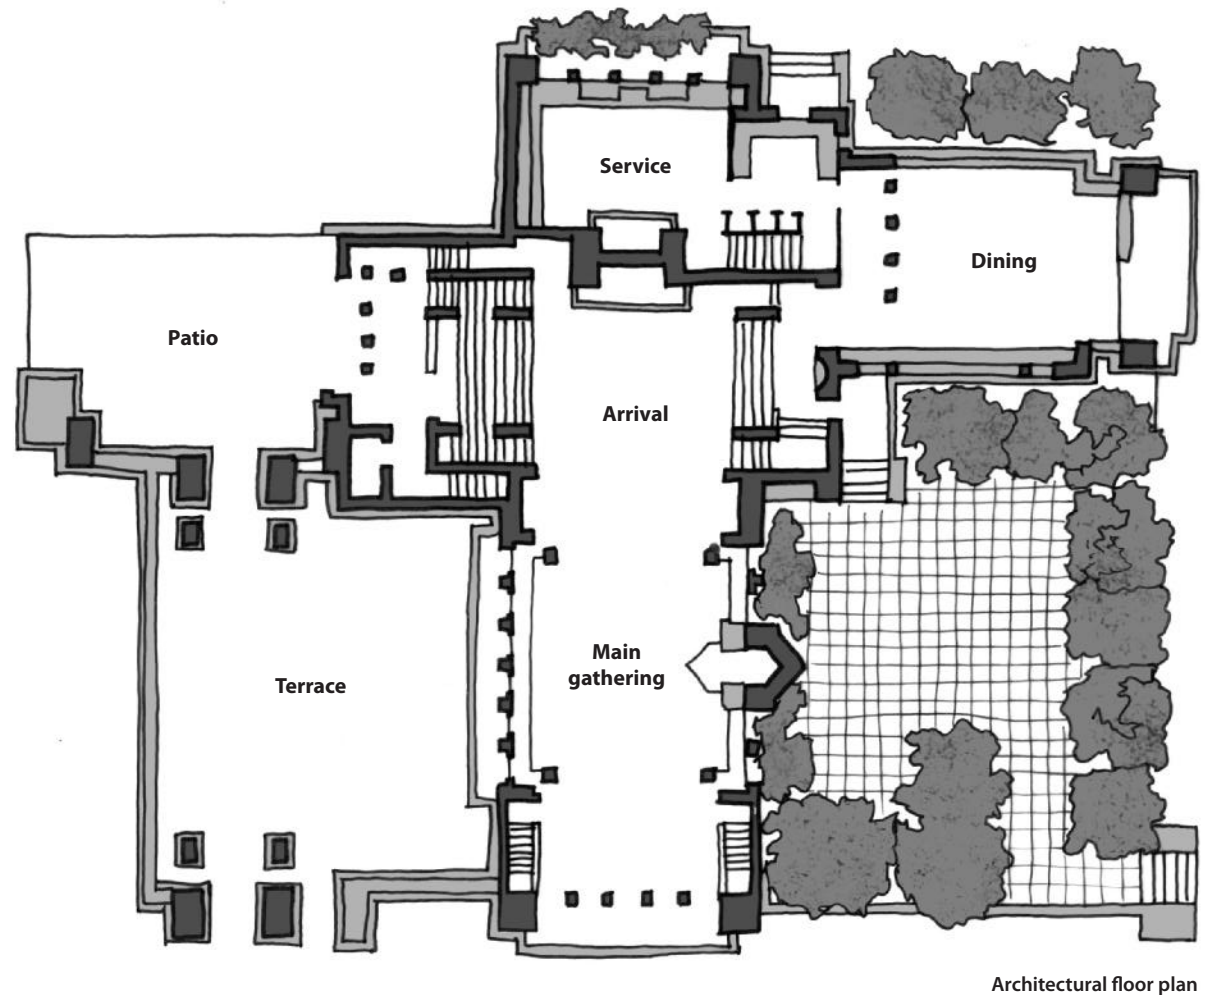 Service
Dining
Patio
Arrival
Main
gathering
Terrace
Architectural floor plan